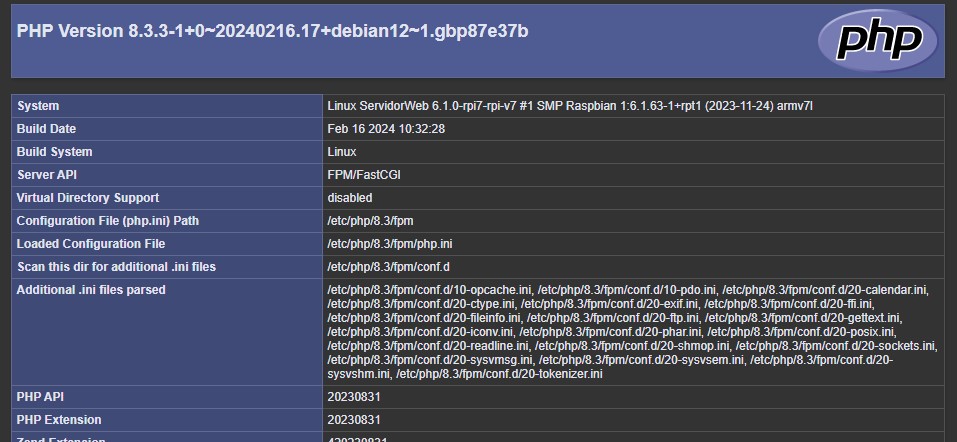 PHP Version 8.3.3-1+0~20240216.17+debian12~1.gbp87e37b
php
System Linux ServidorWeb 6.1.0-rpi7-rpi-v7 #1 SMP Raspbian 1:6.1.63-1+rpt1 (2023-11-24) armv7l
Build Date Feb 16 2024 10:32:28
Build System Linux
Server API FPM/FastCGI
Virtual Directory Support disabled
Configuration File (php.ini) Path /etc/php/8.3/fpm
Loaded Configuration File /etc/php/8.3/fpm/php.ini
Scan this dir for additional .ini files /etc/php/8.3/fpm/conf.d
Additional .ini files parsed /etc/php/8.3/fpm/conf.d/10-opcache.ini, /etc/php/8.3/fpm/conf.d/10-pdo.ini, /etc/php/8.3/fpm/conf.d/20-calendar.ini,
/etc/php/8.3/fpm/conf.d/20-ctype.ini, /etc/php/8.3/fpm/conf.d/20-exif.ini, /etc/php/8.3/fpm/conf.d/20-ffi.ini,
/etc/php/8.3/fpm/conf.d/20-fileinfo.ini, /etc/php/8.3/fpm/conf.d/20-ftp.ini, /etc/php/8.3/fpm/conf.d/20-gettext.ini,
/etc/php/8.3/fpm/conf.d/20-iconv.ini, /etc/php/8.3/fpm/conf.d/20-phar.ini, /etc/php/8.3/fpm/conf.d/20-posix.ini,
/etc/php/8.3/fpm/conf.d/20-readline.ini, /etc/php/8.3/fpm/conf.d/20-shmop.ini, /etc/php/8.3/fpm/conf.d/20-sockets.ini,
/etc/php/8.3/fpm/conf.d/20-sysvmsg.ini, /etc/php/8.3/fpm/conf.d/20-sysvsem.ini, /etc/php/8.3/fpm/conf.d/20-
sysvshm.ini, /etc/php/8.3/fpm/conf.d/20-tokenizer.ini
PHP API 20230831
PHP Extension 20230831
Zend Extension 420230831